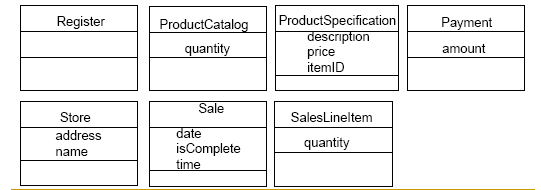 Register
ProductCatalog
quantity
ProductSpecification
description
price
itemID
Payment
amount
Store
address
name
Sale
date
isComplete
time
SalesLineItem
quantity